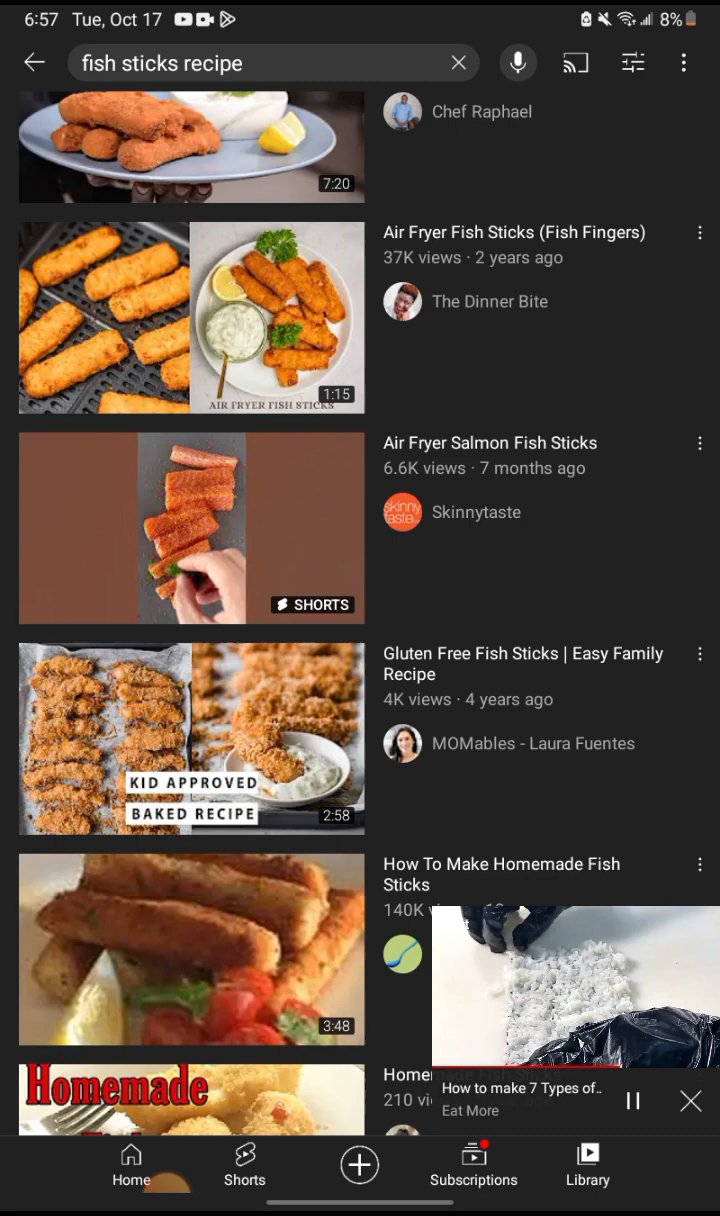 6:57 Tue, Oct 17 8%
fish sticks recipe
Chef Raphael
7:20
Air Fryer Fish Sticks (Fish Fingers)
37K views · 2 years ago
The Dinner Bite
1:15
AIR FRYER FISH STICKS
Air Fryer Salmon Fish Sticks
6.6K views · 7 months ago
skinny
taste
Skinnytaste
SHORTS
Gluten Free Fish Sticks | Easy Family
Recipe
4K views · 4 years ago
MOMables - Laura Fuentes
KID APPROVED
BAKED RECIPE
2:58
How To Make Homemade Fish
Sticks
140K
3:48
Homemade
210
How to make 7 Types of..
Eat More
Home
Shorts
Subscriptions
Library